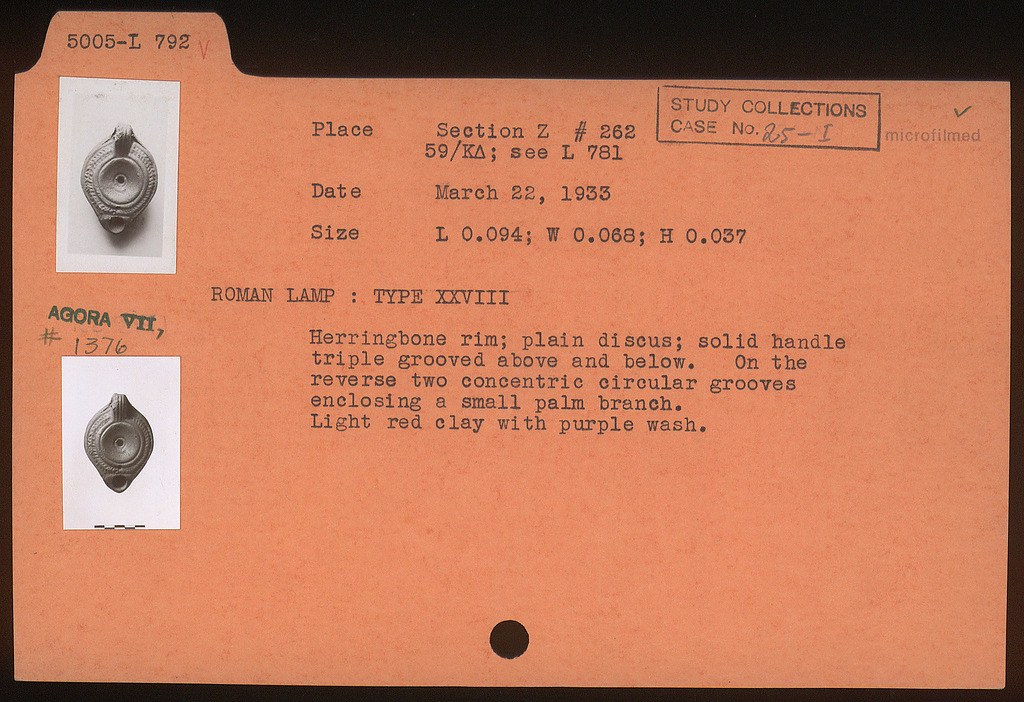 5005-L 792 V
STUDY COLLECTIONS
CASE No. 25-I
✓
microfilmed
Place Section Z # 262
59/ΚΔ; see L 781
Date March 22, 1933
Size L 0.094; W 0.068; H 0.037
ROMAN LAMP : TYPE XXVIII
AGORA VII,
# 1376
Herringbone rim; plain discus; solid handle
triple grooved above and below. On the
reverse two concentric circular grooves
enclosing a small palm branch.
Light red clay with purple wash.